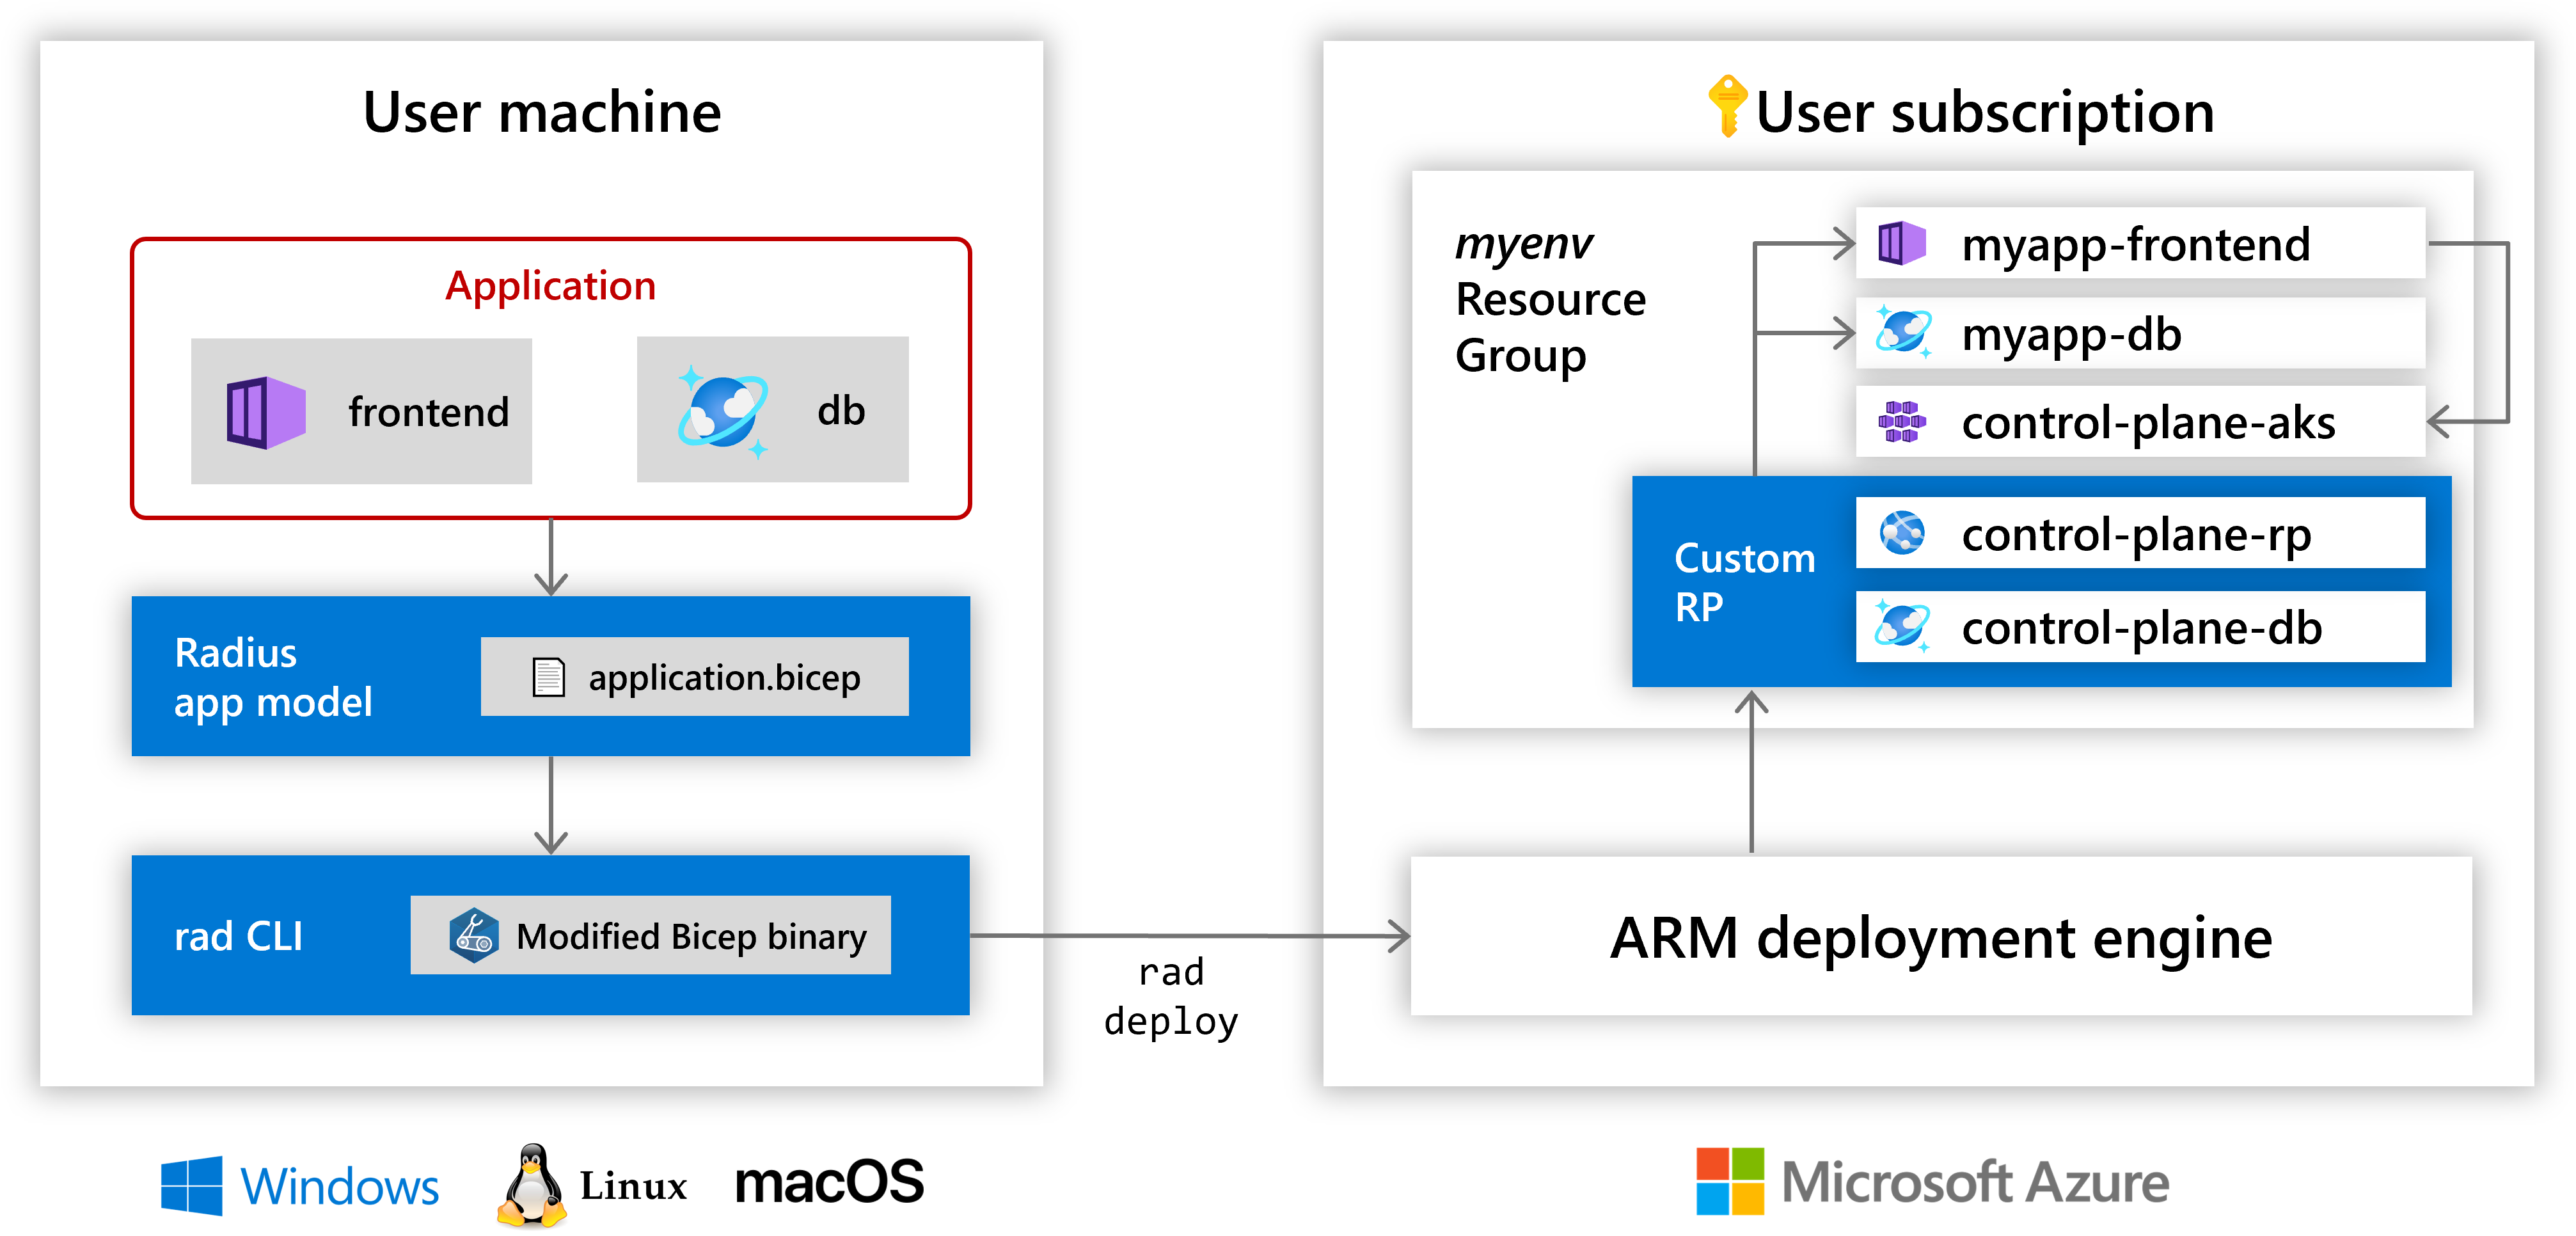 User machine
Application
frontend
db
Radius
app model
application.bicep
rad CLI
Modified Bicep binary
rad
deploy
User subscription
myenv
Resource
Group
myapp-frontend
myapp-db
control-plane-aks
Custom
RP
control-plane-rp
control-plane-db
ARM deployment engine
Windows
Linux
macOS
Microsoft Azure